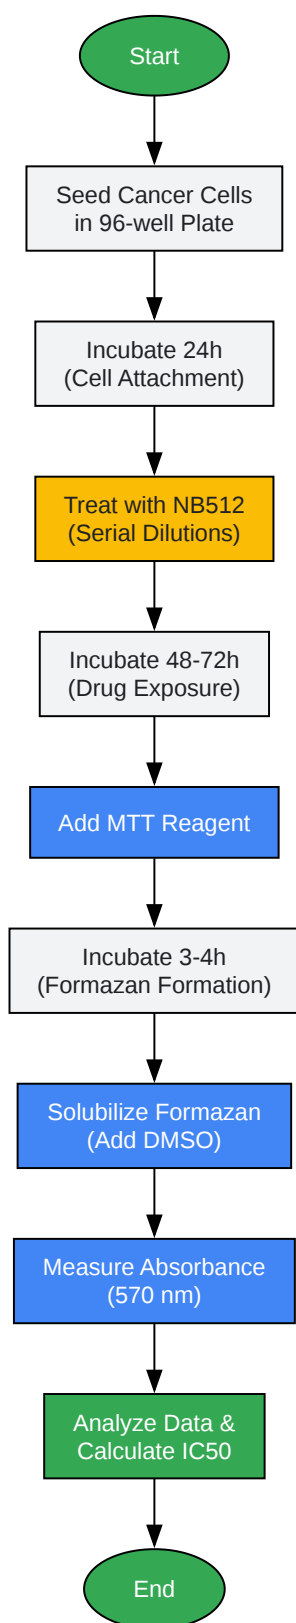 Start
Seed Cancer Cells
in 96-well Plate
Incubate 24h
(Cell Attachment)
Treat with NB512
(Serial Dilutions)
Incubate 48-72h
(Drug Exposure)
Add MTT Reagent
Incubate 3-4h
(Formazan Formation)
Solubilize Formazan
(Add DMSO)
Measure Absorbance
(570 nm)
Analyze Data &
Calculate IC50
End